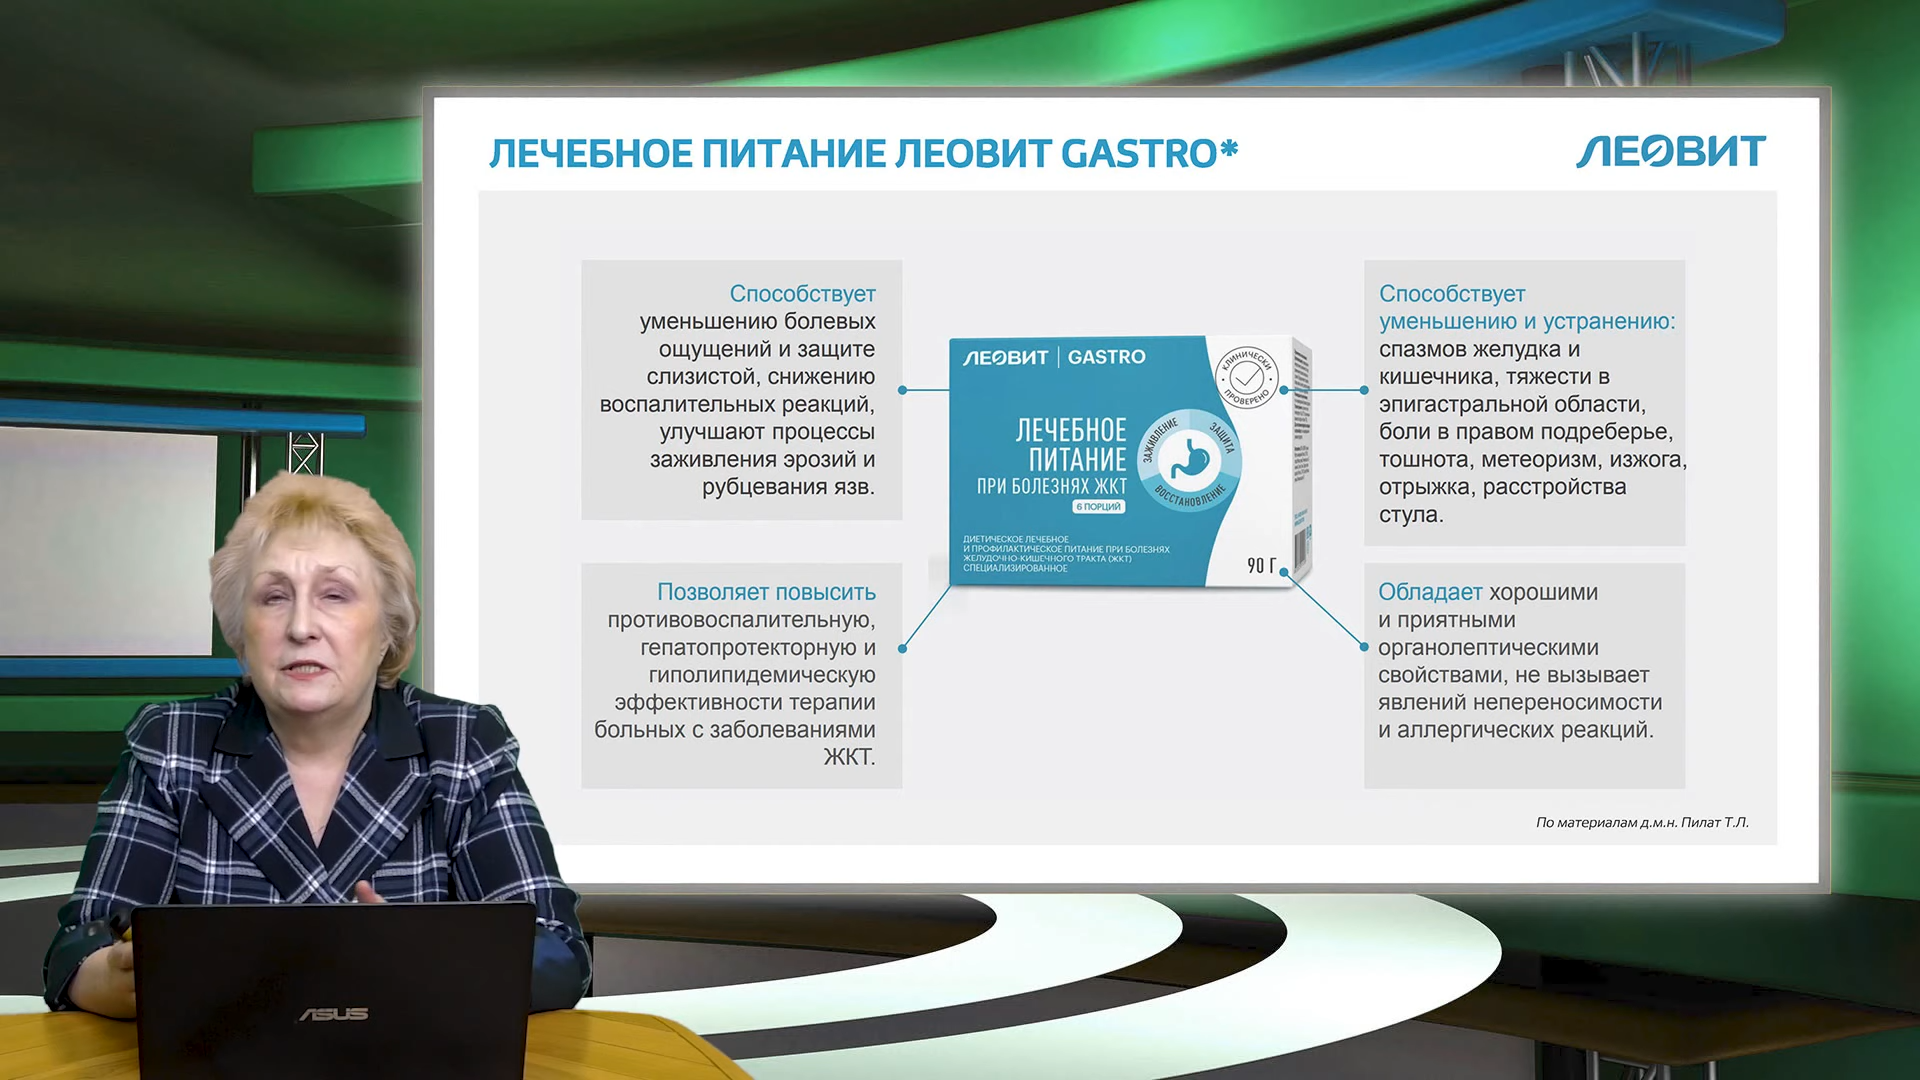 ЛЕЧЕБНОЕ ПИТАНИЕ ЛЕОВИТ GASTRO*
ЛЕОВИТ
Способствует
уменьшению болевых
ощущений и защите
слизистой, снижению
воспалительных реакций,
улучшают процессы
заживления эрозий и
рубцевания язв.
Позволяет повысить
противовоспалительную,
гепатопротекторную и
гиполипидемическую
эффективности терапии
больных с заболеваниями
ЖКТ.
ЛЕОВИТ | GASTRO
КЛИНИЧЕСКИ
ПРОВЕРЕНО
ЛЕЧЕБНОЕ
ПИТАНИЕ
ПРИ БОЛЕЗНЯХ ЖКТ
6 ПОРЦИЙ
ЗАЖИВЛЕНИЕ
ЗАЩИТА
ВОССТАНОВЛЕНИЕ
ДИЕТИЧЕСКОЕ ЛЕЧЕБНОЕ
И ПРОФИЛАКТИЧЕСКОЕ ПИТАНИЕ ПРИ БОЛЕЗНЯХ
ЖЕЛУДОЧНО-КИШЕЧНОГО ТРАКТА (ЖКТ)
СПЕЦИАЛИЗИРОВАННОЕ
90 Г
Способствует
уменьшению и устранению:
спазмов желудка и
кишечника, тяжести в
эпигастральной области,
боли в правом подреберье,
тошнота, метеоризм, изжога,
отрыжка, расстройства
стула.
Обладает хорошими
и приятными
органолептическими
свойствами, не вызывает
явлений непереносимости
и аллергических реакций.
По материалам д.м.н. Пилат Т.Л.
ASUS